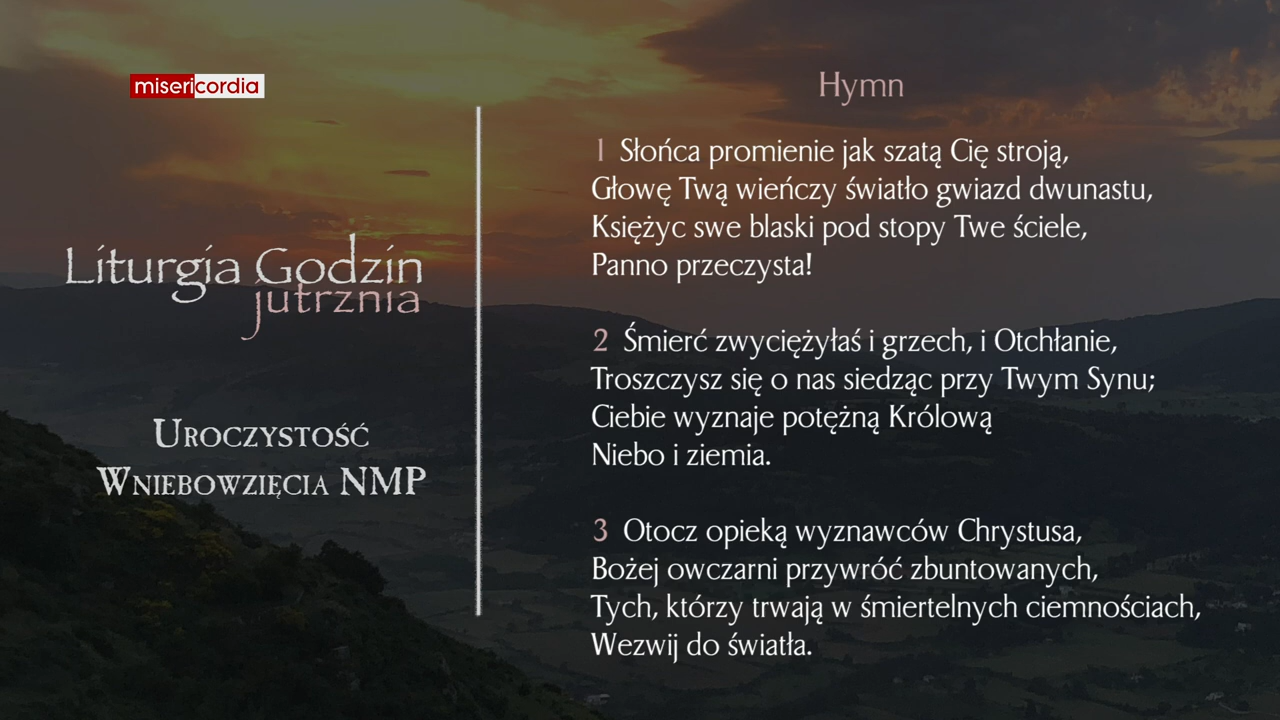 misericordia
Liturgia Godzin
jutrznia
Uroczystość
Wniebowzięcia NMP
Hymn
1 Słońca promienie jak szatą Cię stroją,
Głowę Twą wieńczy światło gwiazd dwunastu,
Księżyc swe blaski pod stopy Twe ściele,
Panno przeczysta!
2 Śmierć zwyciężyłaś i grzech, i Otchłanie,
Troszczysz się o nas siedząc przy Twym Synu;
Ciebie wyznaje potężną Królową
Niebo i ziemia.
3 Otocz opieką wyznawców Chrystusa,
Bożej owczarni przywróć zbuntowanych,
Tych, którzy trwają w śmiertelnych ciemnościach,
Wezwij do światła.